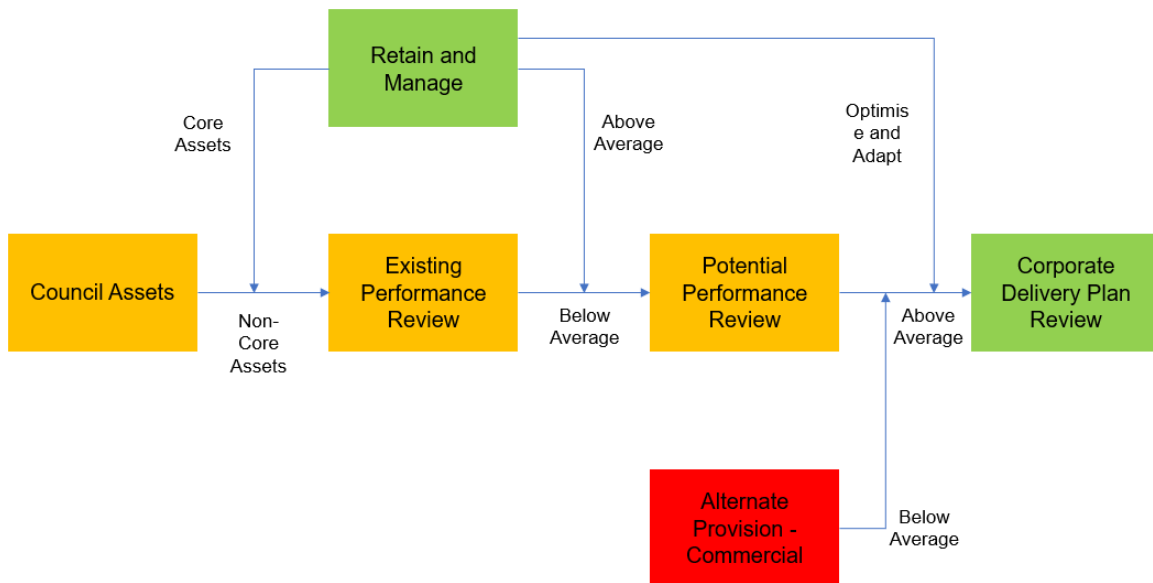 Retain and
Manage
Core
Assets
Above
Average
Optimis
e and
Adapt
Council Assets
Non-
Core
Assets
Existing
Performance
Review
Below
Average
Potential
Performance
Review
Above
Average
Corporate
Delivery Plan
Review
Alternate
Provision -
Commercial
Below
Average